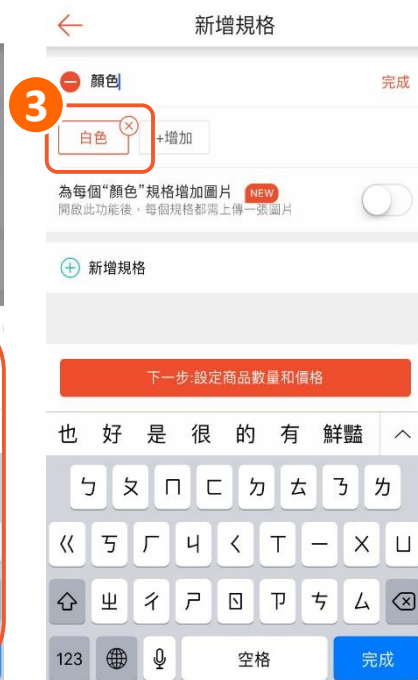 新增規格
顏色
完成
3
白色
+增加
為每個“顏色”規格增加圖片 NEW
開啟此功能後，每個規格都需上傳一張圖片
新增規格
下一步:設定商品數量和價格
也 好 是 很 的 有 鮮豔
ㄅ ㄆ ㄇ ㄈ ㄉ ㄊ ㄋ ㄌ
ㄍ ㄎ ㄏ ㄐ ㄑ ㄒ ㄧ ㄨ ㄩ
ㄓ ㄔ ㄕ ㄖ ㄗ ㄘ ㄙ
123 空格 完成